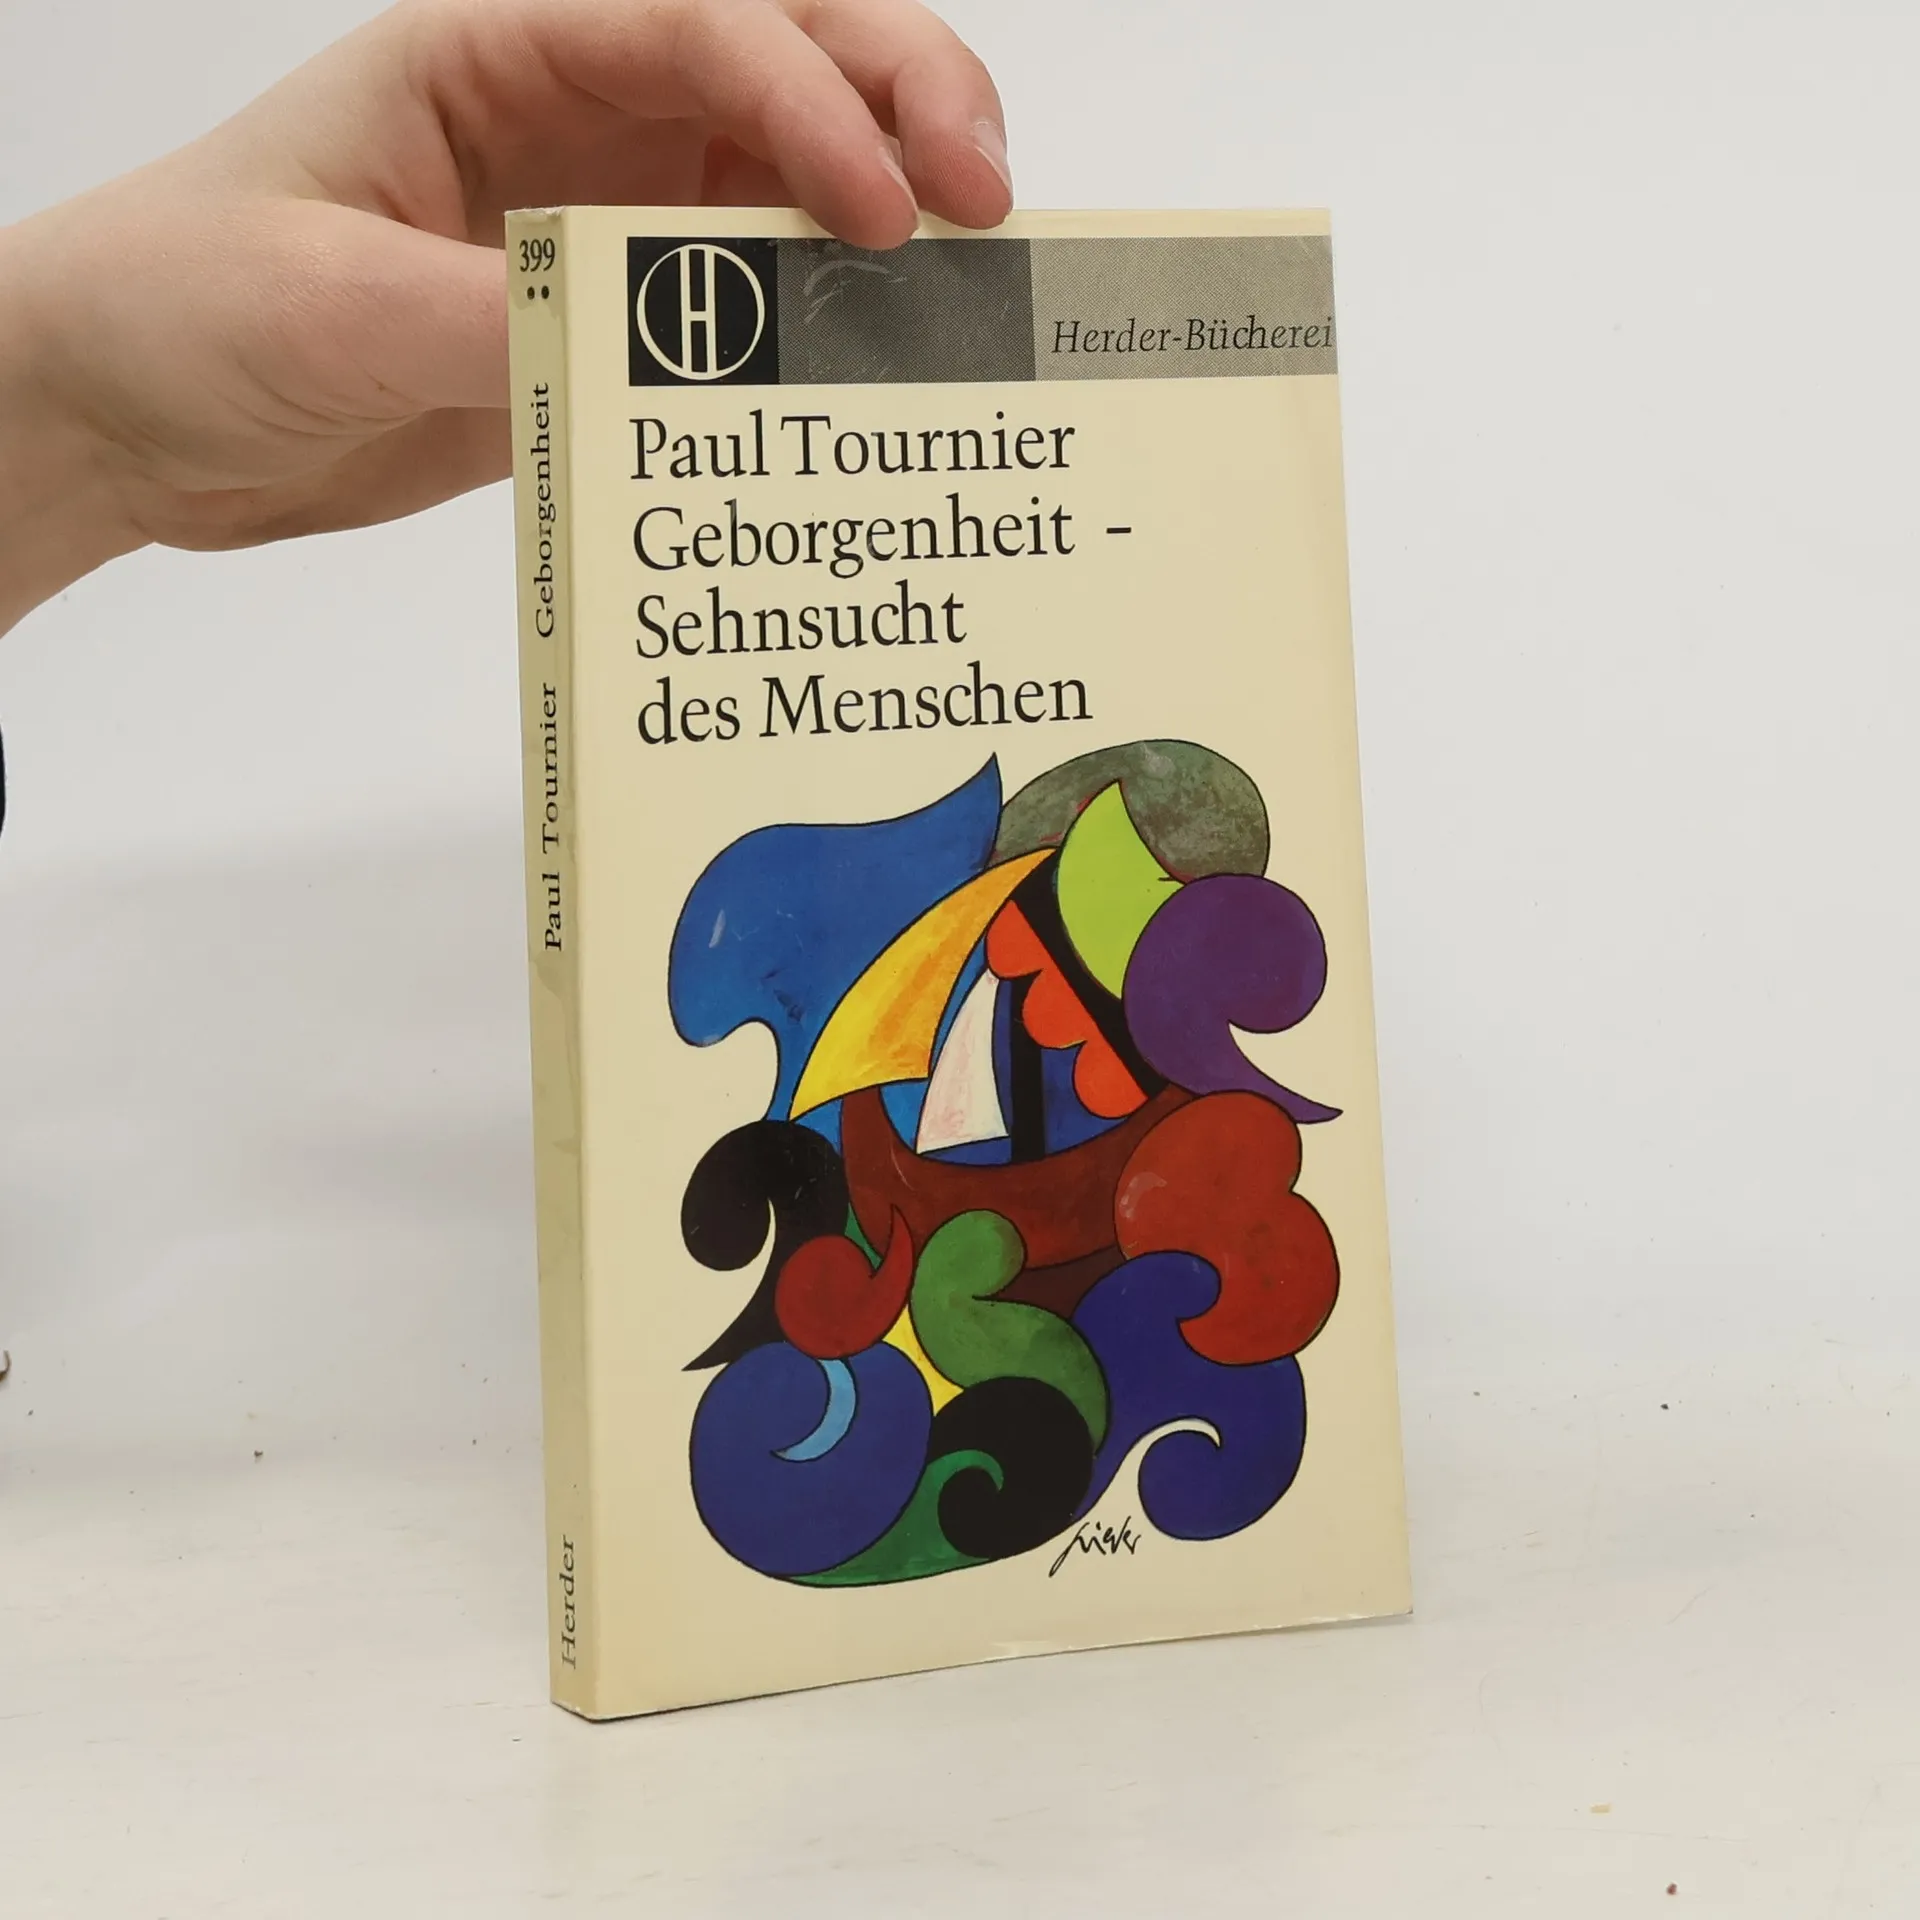 399
Paul Tournier Geborgenheit
Herder
H
Herder-Bücherei
Paul Tournier
Geborgenheit -
Sehnsucht
des Menschen